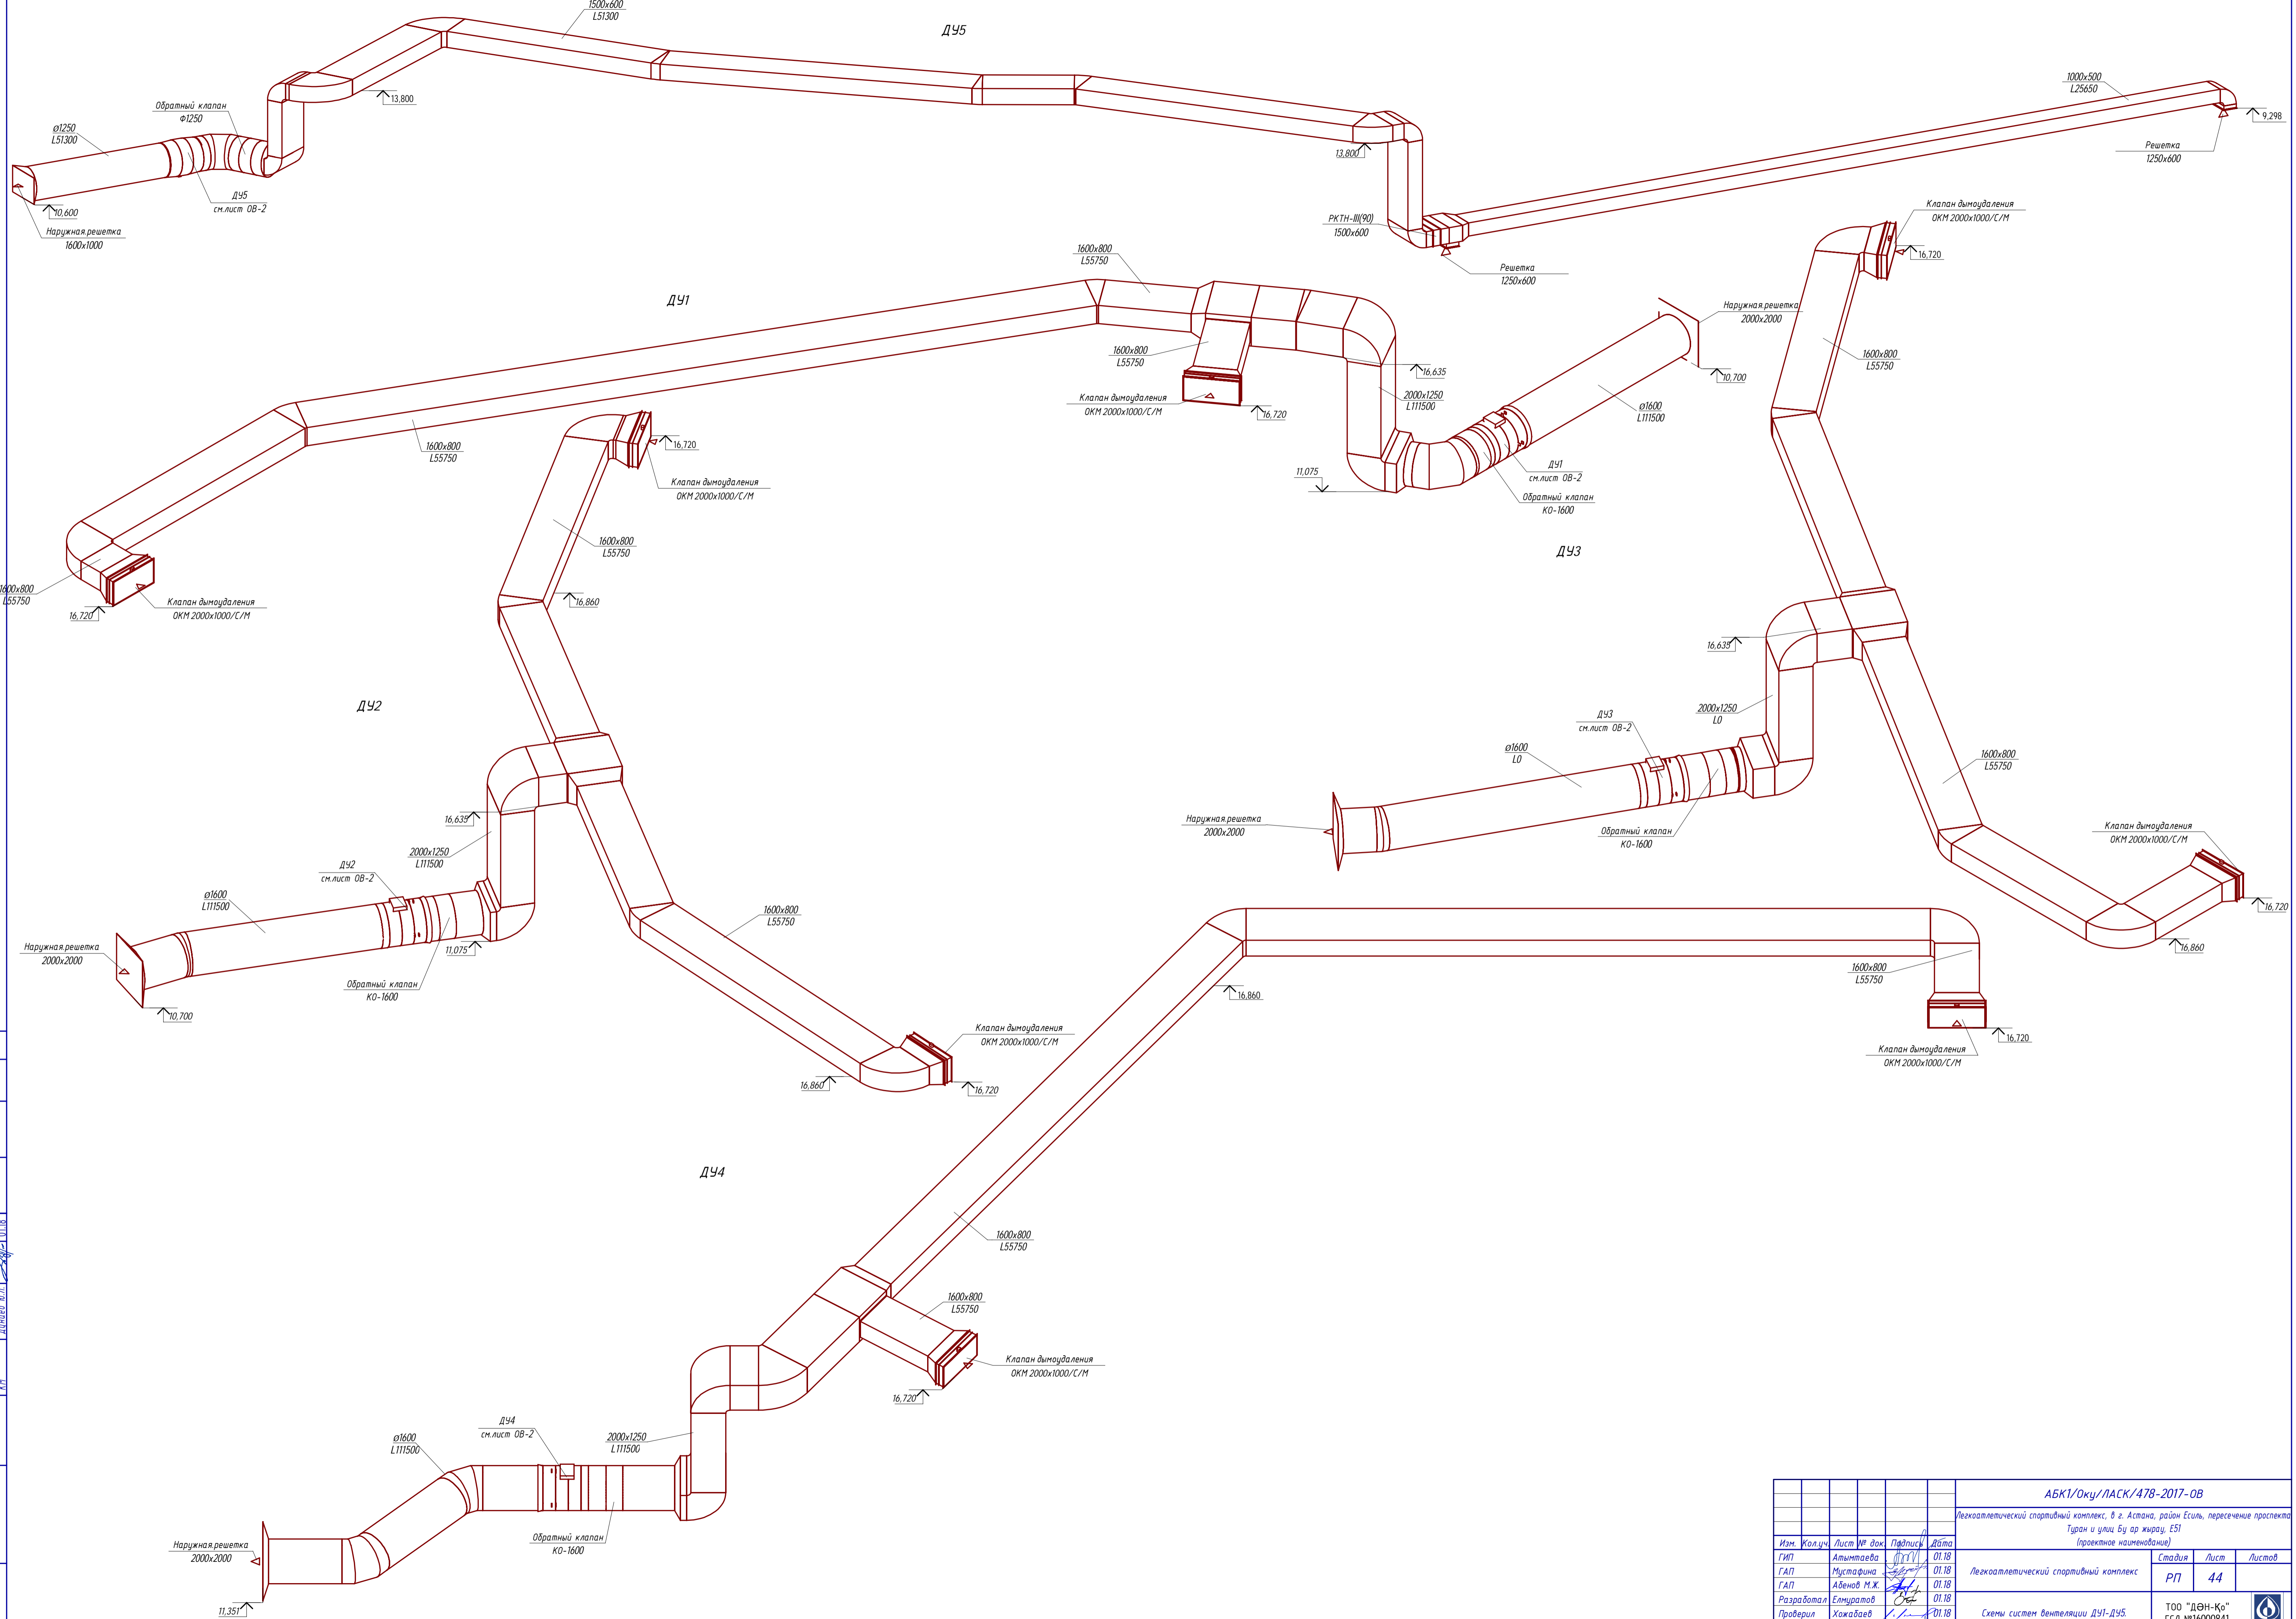 ДУ5
1500x600
L51300
Обратный клапан
Ф1250
ø1250
L51300
13,800
ДУ5
см.лист ОВ-2
10,600
Наружная.решетка
1600x1000
13,800
1000x500
L25650
9,298
Решетка
1250x600
РКТН-III(90)
1500x600
Решетка
1250x600
ДУ1
1600x800
L55750
1600x800
L55750
Клапан дымоудаления
ОКМ 2000x1000/С/М
16,720
16,635
2000x1250
L111500
11,075
Наружная.решетка
2000x2000
10,700
ø1600
L111500
ДУ1
см.лист ОВ-2
Обратный клапан
КО-1600
1600x800
L55750
1600x800
L55750
16,720
Клапан дымоудаления
ОКМ 2000x1000/С/М
ДУ2
16,720
Клапан дымоудаления
ОКМ 2000x1000/С/М
1600x800
L55750
16,860
16,635
2000x1250
L111500
ДУ2
см.лист ОВ-2
ø1600
L111500
Наружная.решетка
2000x2000
10,700
11,075
Обратный клапан
КО-1600
1600x800
L55750
Клапан дымоудаления
ОКМ 2000x1000/С/М
16,860
16,720
ДУ3
Клапан дымоудаления
ОКМ 2000x1000/С/М
16,720
1600x800
L55750
16,635
2000x1250
L0
ДУ3
см.лист ОВ-2
ø1600
L0
Наружная.решетка
2000x2000
Обратный клапан
КО-1600
1600x800
L55750
Клапан дымоудаления
ОКМ 2000x1000/С/М
16,720
16,860
ДУ4
16,860
1600x800
L55750
16,720
Клапан дымоудаления
ОКМ 2000x1000/С/М
1600x800
L55750
1600x800
L55750
Клапан дымоудаления
ОКМ 2000x1000/С/М
16,720
ДУ4
см.лист ОВ-2
2000x1250
L111500
ø1600
L111500
Обратный клапан
КО-1600
Наружная.решетка
2000x2000
11,351
01.18
КМ
АБК1/Оку/ЛАСК/478-2017-ОВ
Легкоатлетический спортивный комплекс, в г. Астана, район Есиль, пересечение проспекта
Туран и улиц Бу ар жырау, Е51
(проектное наименование)
Изм. Кол.уч. Лист № док. Подпись Дата
ГИП Атымтаева 01.18
ГАП Мустафина 01.18
ГАП Абенов М.Ж. 01.18
Разработал Елмуратов 01.18
Проверил Кожабаев 01.18
Легкоатлетический спортивный комплекс
Стадия Лист Листов
РП 44
Схемы систем вентеляции ДУ1-ДУ5.
ТОО "ДӨН-Қо"
ГСЛ №16000841